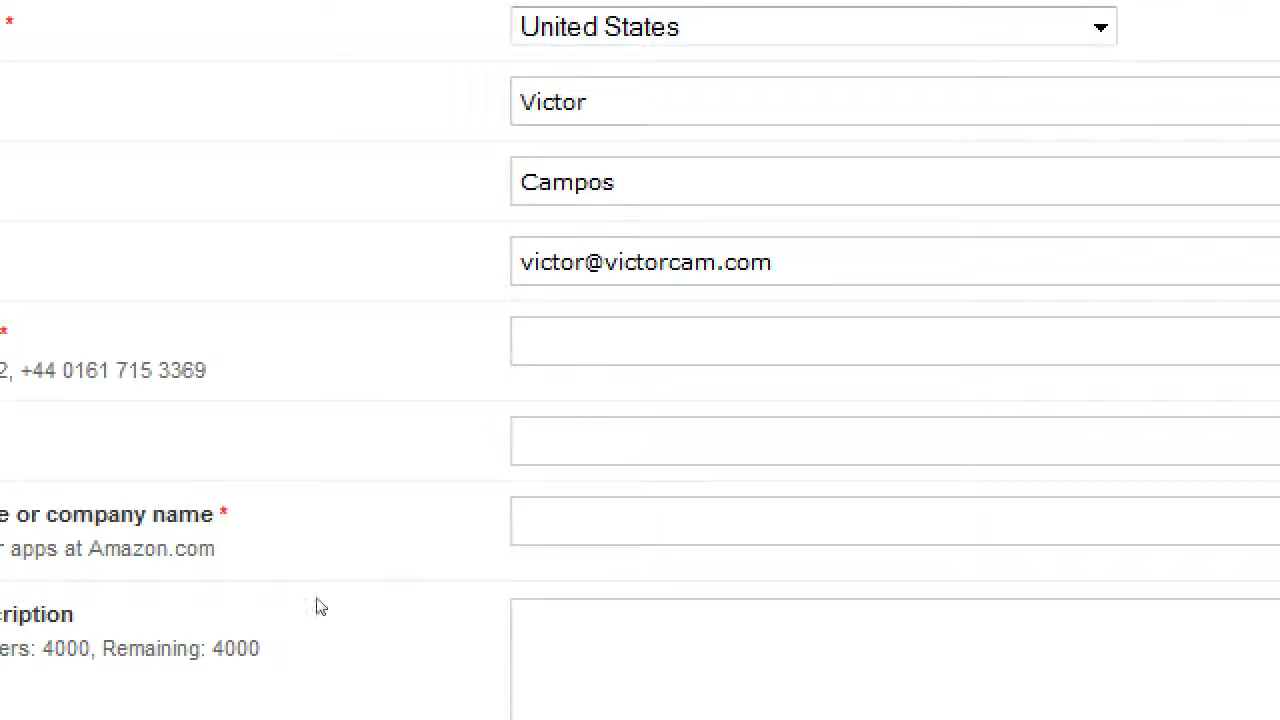 *
United States
Victor
Campos
victor@victorcam.com
*
2, +44 0161 715 3369
e or company name *
r apps at Amazon.com
cription
ers: 4000, Remaining: 4000